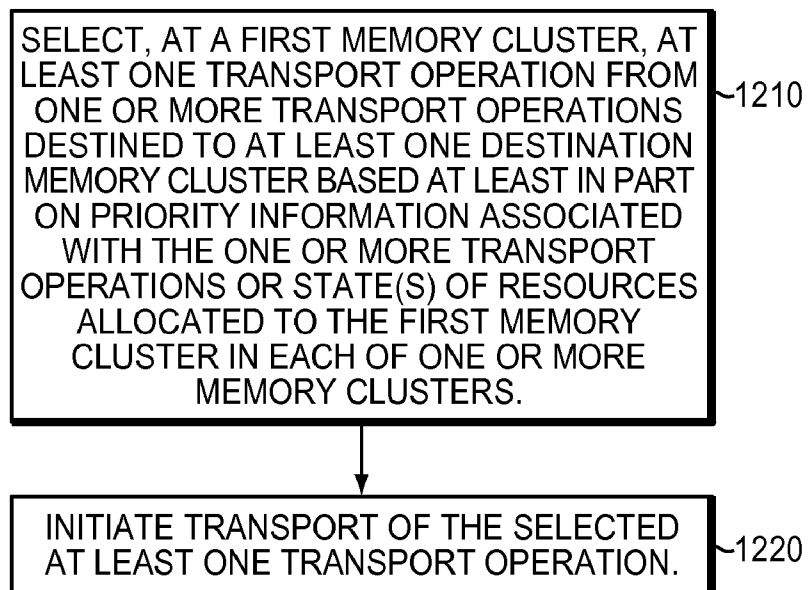 SELECT, AT A FIRST MEMORY CLUSTER, AT
LEAST ONE TRANSPORT OPERATION FROM
ONE OR MORE TRANSPORT OPERATIONS
DESTINED TO AT LEAST ONE DESTINATION
MEMORY CLUSTER BASED AT LEAST IN PART
ON PRIORITY INFORMATION ASSOCIATED
WITH THE ONE OR MORE TRANSPORT
OPERATIONS OR STATE(S) OF RESOURCES
ALLOCATED TO THE FIRST MEMORY
CLUSTER IN EACH OF ONE OR MORE
MEMORY CLUSTERS.
1210
INITIATE TRANSPORT OF THE SELECTED
AT LEAST ONE TRANSPORT OPERATION.
1220